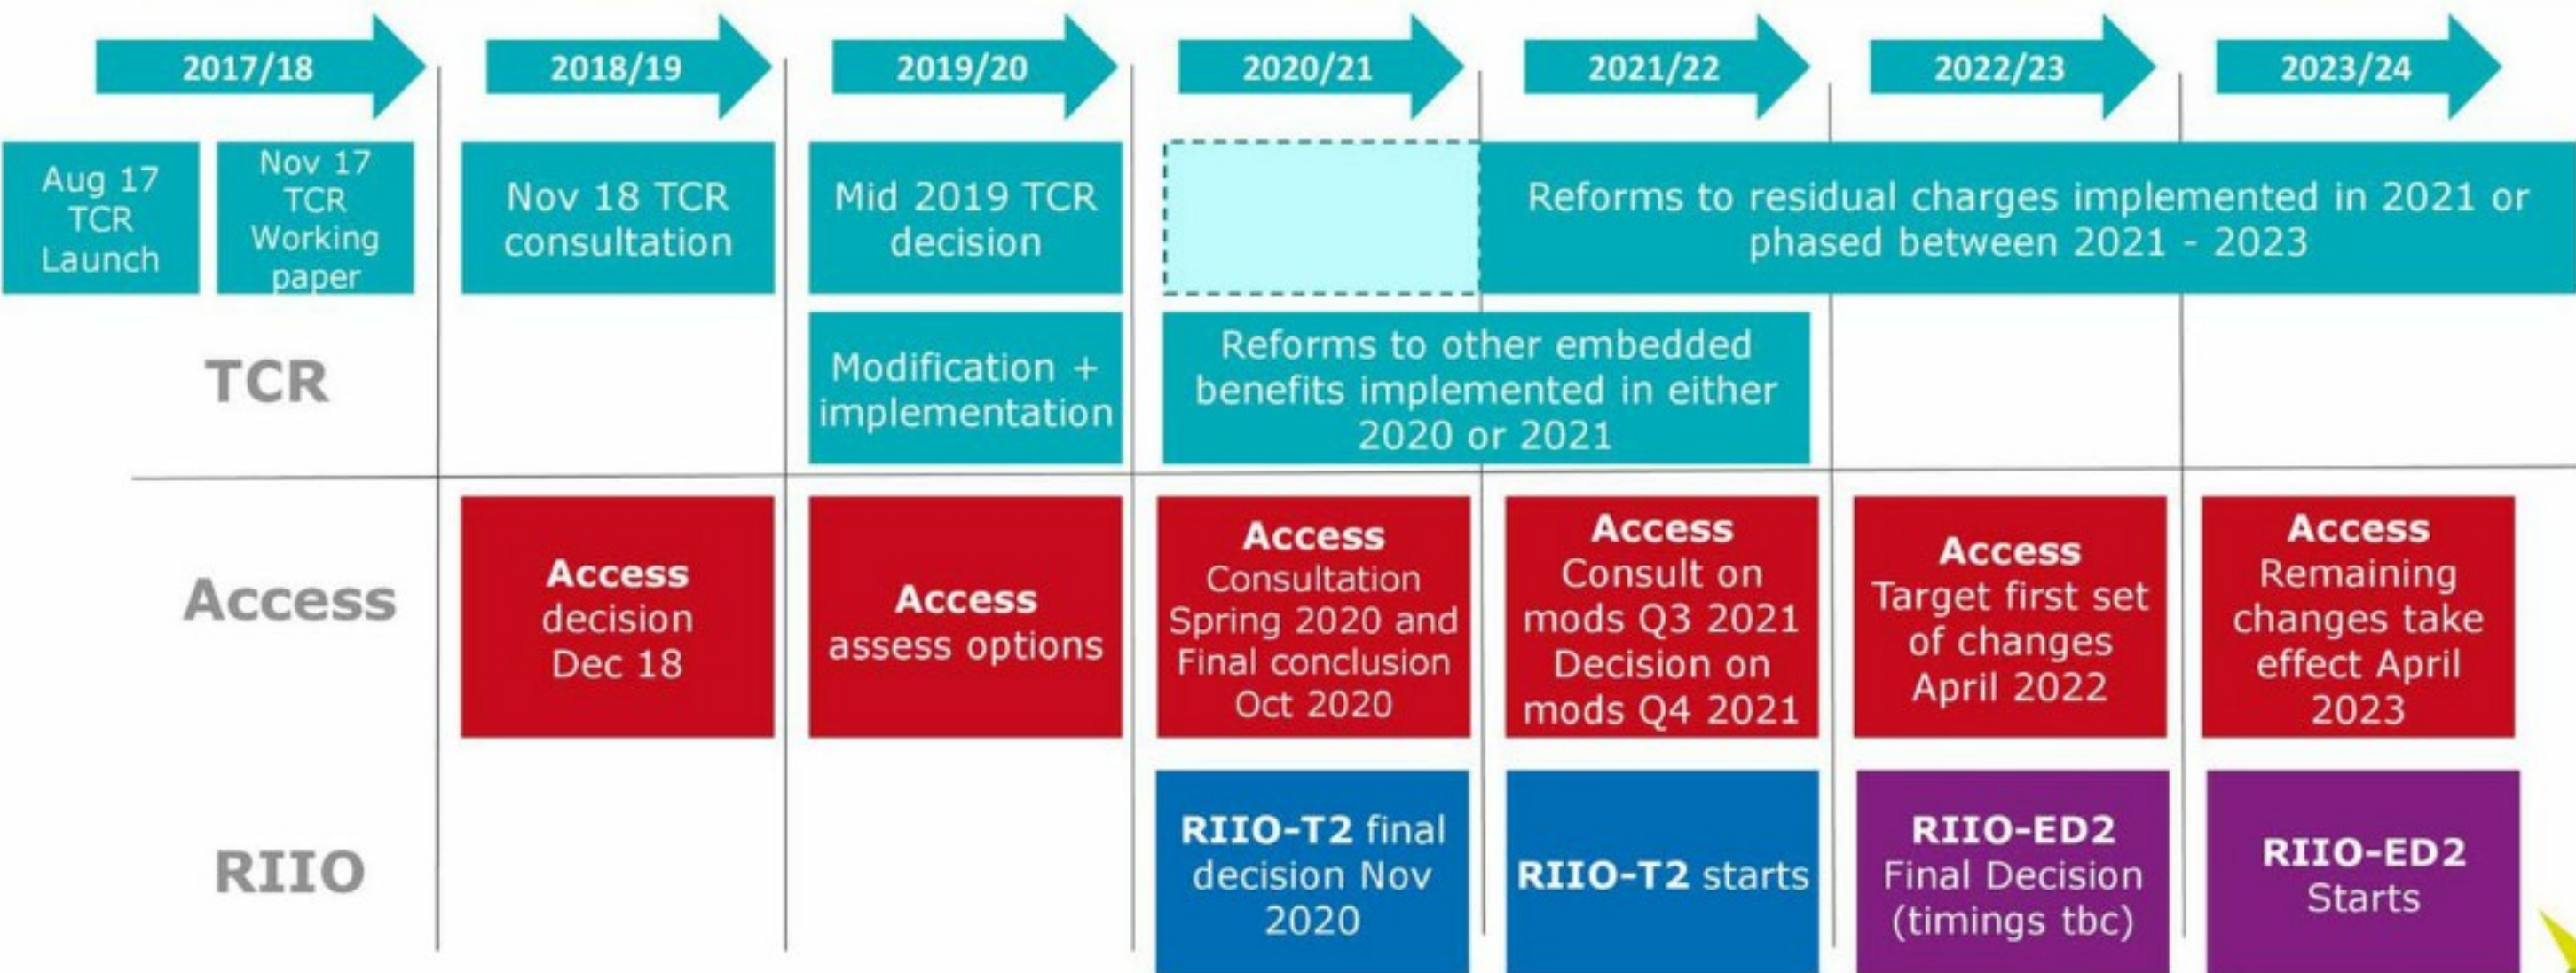 2017/18
2018/19
2019/20
2020/21
2021/22
2022/23
2023/24
Aug 17
TCR
Launch
Nov 17
TCR
Working
paper
Nov 18 TCR
consultation
Mid 2019 TCR
decision
Reforms to residual charges implemented in 2021 or
phased between 2021 - 2023
TCR
Modification +
implementation
Reforms to other embedded
benefits implemented in either
2020 or 2021
Access
Access
decision
Dec 18
Access
assess options
Access
Consultation
Spring 2020 and
Final conclusion
Oct 2020
Access
Consult on
mods Q3 2021
Decision on
mods Q4 2021
Access
Target first set
of changes
April 2022
Access
Remaining
changes take
effect April
2023
RIIO
RIIO-T2 final
decision Nov
2020
RIIO-T2 starts
RIIO-ED2
Final Decision
(timings tbc)
RIIO-ED2
Starts